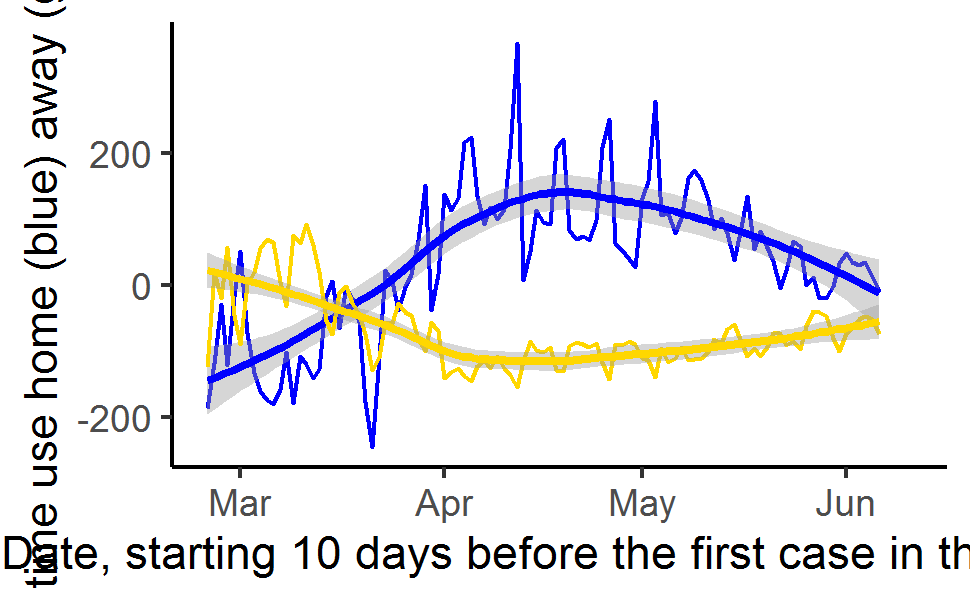 time use home (blue) away (
200
0
-200
Mar Apr May Jun
Date, starting 10 days before the first case in th